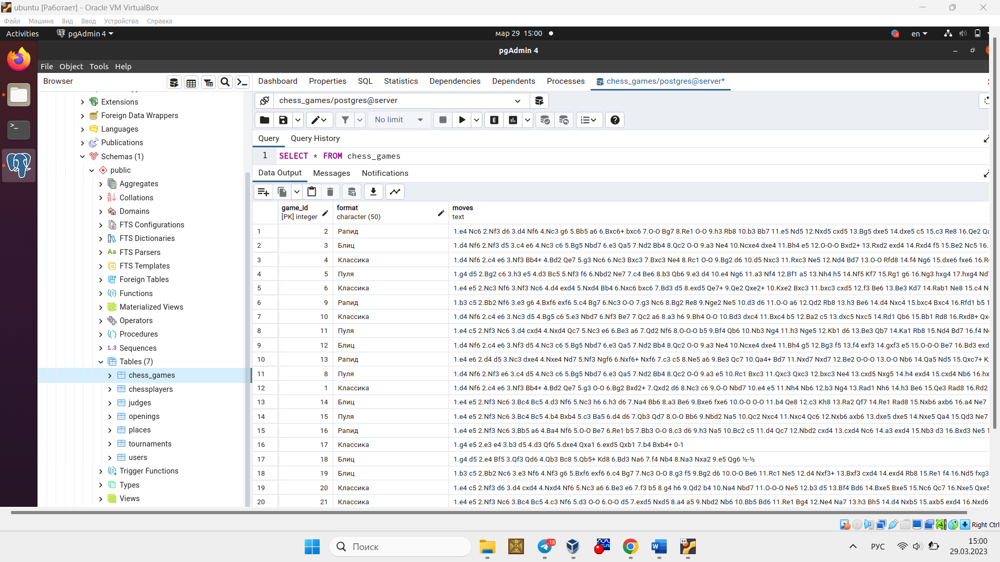 ubuntu [Работает] - Oracle VM VirtualBox
Файл Машина Вид Ввод Устройства Справка
Activities pgAdmin 4 мар 29 15:00 en
pgAdmin 4
File Object Tools Help
Browser
Dashboard Properties SQL Statistics Dependencies Dependents Processes chess_games/postgres@server*
chess_games/postgres@server
No limit
Query Query History
1 SELECT * FROM chess_games
Data Output Messages Notifications
Extensions
Foreign Data Wrappers
Languages
Publications
Schemas (1)
public
Aggregates
Collations
Domains
FTS Configurations
FTS Dictionaries
FTS Parsers
FTS Templates
Foreign Tables
Functions
Materialized Views
Operators
Procedures
1..3 Sequences
Tables (7)
chess_games
chessplayers
judges
openings
places
tournaments
users
Trigger Functions
Types
Views
game_id format moves
[PK] integer character (50) text
1 2 Рапид 1.e4 Nc6 2.Nf3 d6 3.d4 Nf6 4.Nc3 g6 5.Bb5 a6 6.Bxc6+ bxc6 7.O-O Bg7 8.Re1 O-O 9.h3 Rb8 10.b3 Bb7 11.e5 Nd5 12.Nxd5 cxd5 13.Bg5 dxe5 14.dxe5 c5 15.c3 Re8 16.Qe2
2 3 Блиц 1.d4 Nf6 2.Nf3 d5 3.c4 e6 4.Nc3 c6 5.Bg5 Nbd7 6.e3 Qa5 7.Nd2 Bb4 8.Qc2 O-O 9.a3 Ne4 10.Ncxe4 dxe4 11.Bh4 e5 12.O-O-O Bxd2+ 13.Rxd2 exd4 14.Rxd4 f5 15.Be2 Nc5 16.
3 4 Классика 1.d4 Nf6 2.c4 e6 3.Nf3 Bb4+ 4.Bd2 Qe7 5.g3 Nc6 6.Nc3 Bxc3 7.Bxc3 Ne4 8.Rc1 O-O 9.Bg2 d6 10.d5 Nxc3 11.Rxc3 Ne5 12.Nd4 Bd7 13.O-O Rfd8 14.f4 Ng6 15.dxe6 fxe6
4 5 Пуля 1.g4 d5 2.Bg2 c6 3.h3 e5 4.d3 Bc5 5.Nf3 f6 6.Nbd2 Ne7 7.c4 Be6 8.b3 Qb6 9.e3 d4 10.e4 Ng6 11.a3 Nf4 12.Bf1 a5 13.Nh4 h5 14.Nf5 Kf7 15.Rg1 g6 16.Ng3 hxg4 17.hxg4
5 6 Классика 1.e4 e5 2.Nc3 Nf6 3.Nf3 Nc6 4.d4 exd4 5.Nxd4 Bb4 6.Nxc6 bxc6 7.Bd3 d5 8.exd5 Qe7+ 9.Qe2 Qxe2+ 10.Kxe2 Bxc3 11.bxc3 cxd5 12.f3 Be6 13.Be3 Kd7 14.Rab1 Ne8 15.c4
6 9 Рапид 1.b3 c5 2.Bb2 Nf6 3.e3 g6 4.Bxf6 exf6 5.c4 Bg7 6.Nc3 O-O 7.g3 Nc6 8.Bg2 Re8 9.Nge2 Ne5 10.d3 d6 11.O-O a6 12.Qd2 Rb8 13.h3 Be6 14.d4 Nxc4 15.bxc4 Bxc4 16.Rfd1 b5
7 10 Классика 1.d4 Nf6 2.c4 e6 3.Nc3 d5 4.Bg5 c6 5.e3 Nbd7 6.Nf3 Be7 7.Qc2 a6 8.a3 h6 9.Bh4 O-O 10.Bd3 dxc4 11.Bxc4 b5 12.Ba2 c5 13.dxc5 Nxc5 14.Rd1 Qb6 15.Bb1 Rd8 16.Rxd8+
8 11 Пуля 1.e4 c5 2.Nf3 Nc6 3.d4 cxd4 4.Nxd4 Qc7 5.Nc3 e6 6.Be3 a6 7.Qd2 Nf6 8.O-O-O b5 9.Bf4 Qb6 10.Nb3 Ng4 11.h3 Nge5 12.Kb1 d6 13.Be3 Qb7 14.Ka1 Rb8 15.Nd4 Bd7 16.f4
9 12 Блиц 1.d4 Nf6 2.c4 e6 3.Nf3 d5 4.Nc3 c6 5.Bg5 Nbd7 6.e3 Qa5 7.Nd2 Bb4 8.Qc2 O-O 9.a3 Ne4 10.Ncxe4 dxe4 11.Bh4 g5 12.Bg3 f5 13.f4 exf3 14.gxf3 e5 15.O-O-O Be7 16.Bd3
10 13 Рапид 1.e4 e6 2.d4 d5 3.Nc3 dxe4 4.Nxe4 Nd7 5.Nf3 Ngf6 6.Nxf6+ Nxf6 7.c3 c5 8.Ne5 a6 9.Be3 Qc7 10.Qa4+ Bd7 11.Nxd7 Nxd7 12.Be2 O-O-O 13.O-O Nb6 14.Qa5 Nd5 15.Qxc7+
11 8 Пуля 1.d4 Nf6 2.Nf3 e6 3.c4 d5 4.Nc3 c6 5.Bg5 Nbd7 6.e3 Qa5 7.Nd2 Bb4 8.Qc2 O-O 9.a3 e5 10.Rc1 Bxc3 11.Qxc3 Qxc3 12.bxc3 Ne4 13.cxd5 Nxg5 14.h4 exd4 15.cxd4 Nb6
12 1 Классика 1.d4 Nf6 2.c4 e6 3.Nf3 Bb4+ 4.Bd2 Qe7 5.g3 O-O 6.Bg2 Bxd2+ 7.Qxd2 d6 8.Nc3 c6 9.O-O Nbd7 10.e4 e5 11.Nh4 Nb6 12.b3 Ng4 13.Rad1 Nh6 14.h3 Be6 15.Qe3 Rad8 16.Rd2
13 14 Блиц 1.e4 e5 2.Nf3 Nc6 3.Bc4 Bc5 4.d3 Nf6 5.Nc3 h6 6.h3 d6 7.Na4 Bb6 8.a3 Be6 9.Bxe6 fxe6 10.O-O O-O 11.b4 Qe8 12.c3 Kh8 13.Ra2 Qf7 14.Re1 Rad8 15.Nxb6 axb6 16.a4 Ne7
14 15 Пуля 1.e4 e5 2.Nf3 Nc6 3.Bc4 Bc5 4.b4 Bxb4 5.c3 Ba5 6.d4 d6 7.Qb3 Qd7 8.O-O Bb6 9.Nbd2 Na5 10.Qc2 Nxc4 11.Nxc4 Qc6 12.Nxb6 axb6 13.dxe5 dxe5 14.Nxe5 Qa4 15.Qd3 Ne7
15 16 Рапид 1.e4 e5 2.Nf3 Nc6 3.Bb5 a6 4.Ba4 Nf6 5.O-O Be7 6.Re1 b5 7.Bb3 O-O 8.c3 d6 9.h3 Na5 10.Bc2 c5 11.d4 Qc7 12.Nbd2 cxd4 13.cxd4 Nc6 14.a3 exd4 15.Nb3 d3 16.Bxd3 Ne5
16 17 Классика 1.g4 e5 2.e3 e4 3.b3 d5 4.d3 Qf6 5.dxe4 Qxa1 6.exd5 Qxb1 7.b4 Bxb4+ 0-1
17 18 Блиц 1.g4 d5 2.e4 Bf5 3.Qf3 Qd6 4.Qb3 Bc8 5.Qb5+ Kd8 6.Bd3 Na6 7.f4 Nb4 8.Na3 Nxa2 9.e5 Qg6 ½-½
18 19 Блиц 1.b3 c5 2.Bb2 Nc6 3.e3 Nf6 4.Nf3 g6 5.Bxf6 exf6 6.c4 Bg7 7.Nc3 O-O 8.g3 f5 9.Bg2 d6 10.O-O Be6 11.Rc1 Ne5 12.d4 Nxf3+ 13.Bxf3 cxd4 14.exd4 Rb8 15.Re1 f4 16.Nd5 fxg3
19 20 Классика 1.e4 c5 2.Nf3 d6 3.d4 cxd4 4.Nxd4 Nf6 5.Nc3 a6 6.Be3 e6 7.f3 b5 8.g4 h6 9.Qd2 b4 10.Na4 Nbd7 11.O-O-O Ne5 12.b3 d5 13.Bf4 Bd6 14.Bxe5 Bxe5 15.Nc6 Qc7 16.Nxe5 Qxe5
20 21 Классика 1.e4 e5 2.Nf3 Nc6 3.Bc4 Bc5 4.c3 Nf6 5.d3 O-O 6.O-O d5 7.exd5 Nxd5 8.a4 a5 9.Nbd2 Nb6 10.Bb5 Bd6 11.Re1 Bg4 12.Ne4 Na7 13.h3 Bh5 14.d4 Nxb5 15.axb5 exd4 16.Nxd6
Right Ctrl
Поиск
..18
64
РУС
15:00
29.03.2023